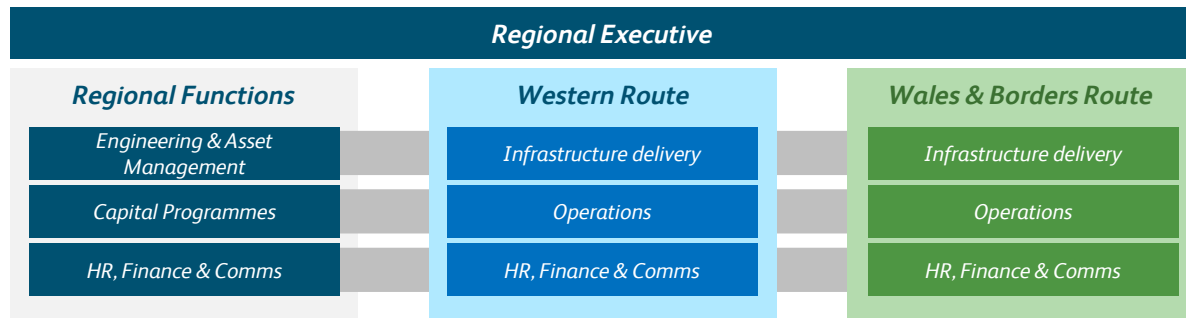 Regional Executive
Regional Functions
Engineering & Asset
Management
Capital Programmes
HR, Finance & Comms
Western Route
Infrastructure delivery
Operations
HR, Finance & Comms
Wales & Borders Route
Infrastructure delivery
Operations
HR, Finance & Comms